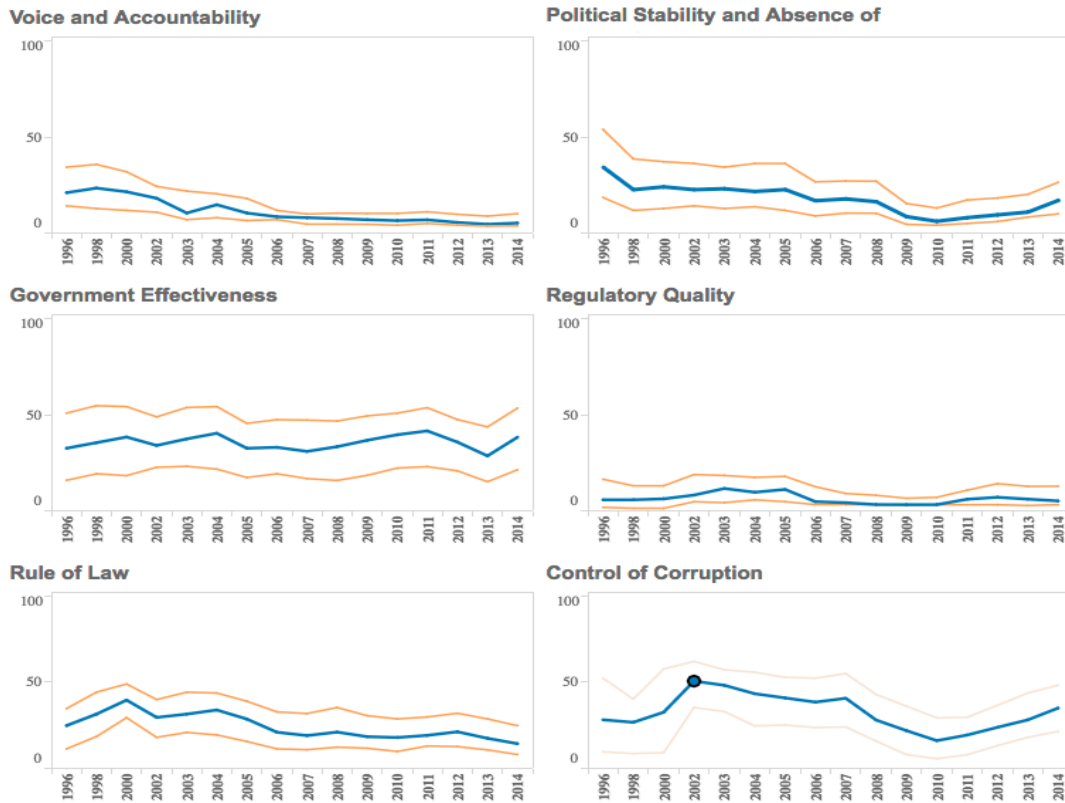 Voice and Accountability
100
50
0
1996 1998 2000 2002 2003 2004 2005 2006 2007 2008 2009 2010 2011 2012 2013 2014
Political Stability and Absence of
100
50
0
1996 1998 2000 2002 2003 2004 2005 2006 2007 2008 2009 2010 2011 2012 2013 2014
Government Effectiveness
100
50
0
1996 1998 2000 2002 2003 2004 2005 2006 2007 2008 2009 2010 2011 2012 2013 2014
Regulatory Quality
100
50
0
1996 1998 2000 2002 2003 2004 2005 2006 2007 2008 2009 2010 2011 2012 2013 2014
Rule of Law
100
50
0
1996 1998 2000 2002 2003 2004 2005 2006 2007 2008 2009 2010 2011 2012 2013 2014
Control of Corruption
100
50
0
1996 1998 2000 2002 2003 2004 2005 2006 2007 2008 2009 2010 2011 2012 2013 2014